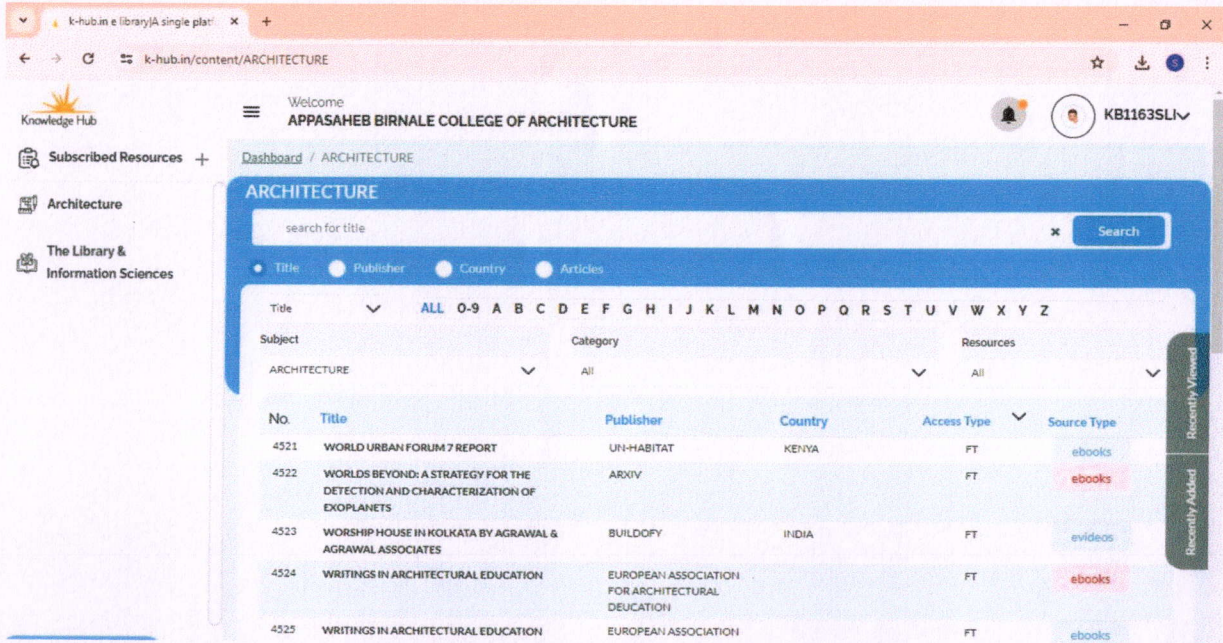 k-hub.in e library|A single platf
k-hub.in/content/ARCHITECTURE
S
Knowledge Hub
Welcome
APPASAHEB BIRNALE COLLEGE OF ARCHITECTURE
KB1163SLI
Subscribed Resources +
Dashboard / ARCHITECTURE
Architecture
The Library &
Information Sciences
ARCHITECTURE
search for title
Search
Title Publisher Country Articles
Title ALL 0-9 A B C D E F G H I J K L M N O P Q R S T U V W X Y Z
Subject Category Resources
ARCHITECTURE All All
No. Title Publisher Country Access Type Source Type
4521 WORLD URBAN FORUM 7 REPORT UN-HABITAT KENYA FT ebooks
4522 WORLDS BEYOND: A STRATEGY FOR THE ARXIV FT ebooks
DETECTION AND CHARACTERIZATION OF
EXOPLANETS
4523 WORSHIP HOUSE IN KOLKATA BY AGRAWAL & BUILDOFY INDIA FT evideos
AGRAWAL ASSOCIATES
4524 WRITINGS IN ARCHITECTURAL EDUCATION EUROPEAN ASSOCIATION FT ebooks
FOR ARCHITECTURAL
DEUCATION
4525 WRITINGS IN ARCHITECTURAL EDUCATION EUROPEAN ASSOCIATION FT ebooks
Recently Viewed
Recently Added